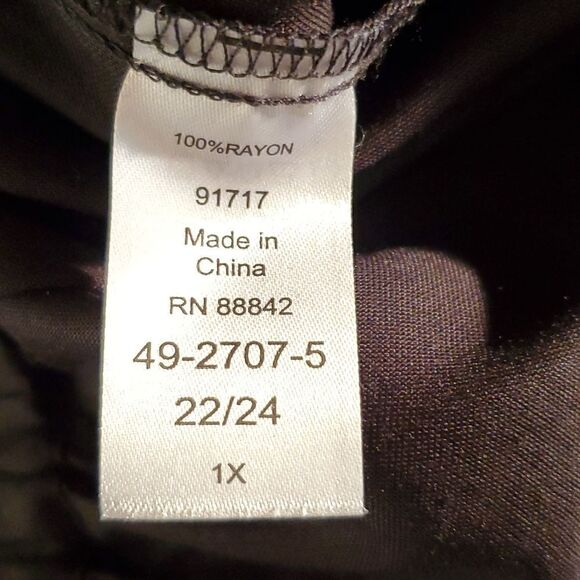 100%RAYON
91717
Made in
China
RN 88842
49-2707-5
22/24
1X